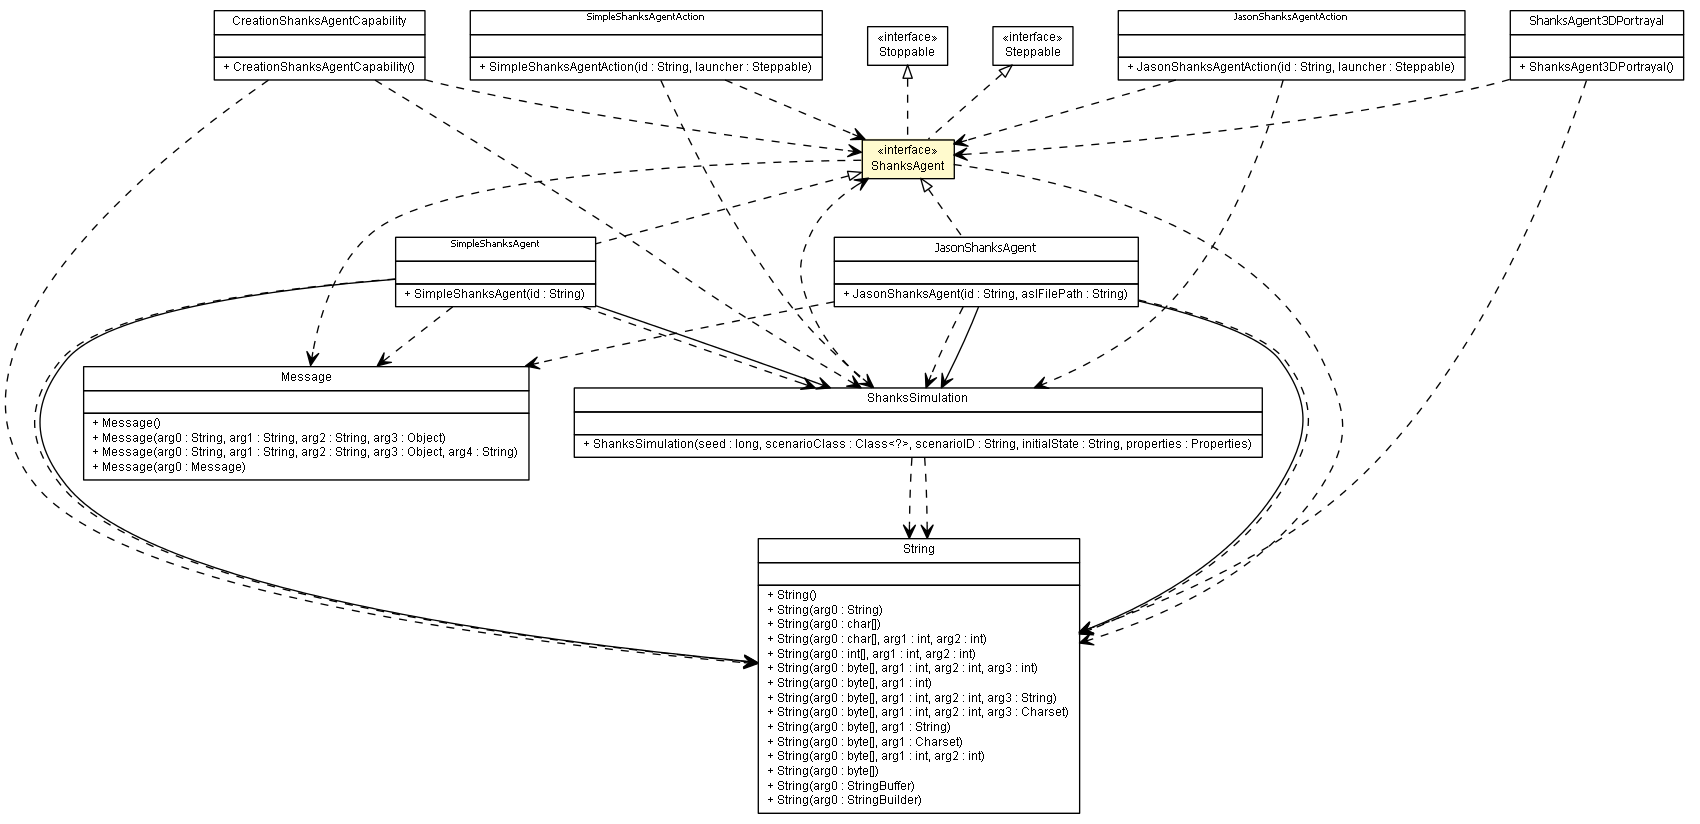 CreationShanksAgentCapability
+ CreationShanksAgentCapability()
SimpleShanksAgentAction
+ SimpleShanksAgentAction(id : String, launcher : Steppable)
«interface»
Stoppable
«interface»
Steppable
JasonShanksAgentAction
+ JasonShanksAgentAction(id : String, launcher : Steppable)
ShanksAgent3DPortrayal
+ ShanksAgent3DPortrayal()
«interface»
ShanksAgent
SimpleShanksAgent
+ SimpleShanksAgent(id : String)
JasonShanksAgent
+ JasonShanksAgent(id : String, aslFilePath : String)
Message
+ Message()
+ Message(arg0 : String, arg1 : String, arg2 : String, arg3 : Object)
+ Message(arg0 : String, arg1 : String, arg2 : String, arg3 : Object, arg4 : String)
+ Message(arg0 : Message)
ShanksSimulation
+ ShanksSimulation(seed : long, scenarioClass : Class<?>, scenarioID : String, initialState : String, properties : Properties)
String
+ String()
+ String(arg0 : String)
+ String(arg0 : char[])
+ String(arg0 : char[], arg1 : int, arg2 : int)
+ String(arg0 : int[], arg1 : int, arg2 : int)
+ String(arg0 : byte[], arg1 : int, arg2 : int, arg3 : int)
+ String(arg0 : byte[], arg1 : int)
+ String(arg0 : byte[], arg1 : int, arg2 : int, arg3 : String)
+ String(arg0 : byte[], arg1 : int, arg2 : int, arg3 : Charset)
+ String(arg0 : byte[], arg1 : String)
+ String(arg0 : byte[], arg1 : Charset)
+ String(arg0 : byte[], arg1 : int, arg2 : int)
+ String(arg0 : byte[])
+ String(arg0 : StringBuffer)
+ String(arg0 : StringBuilder)